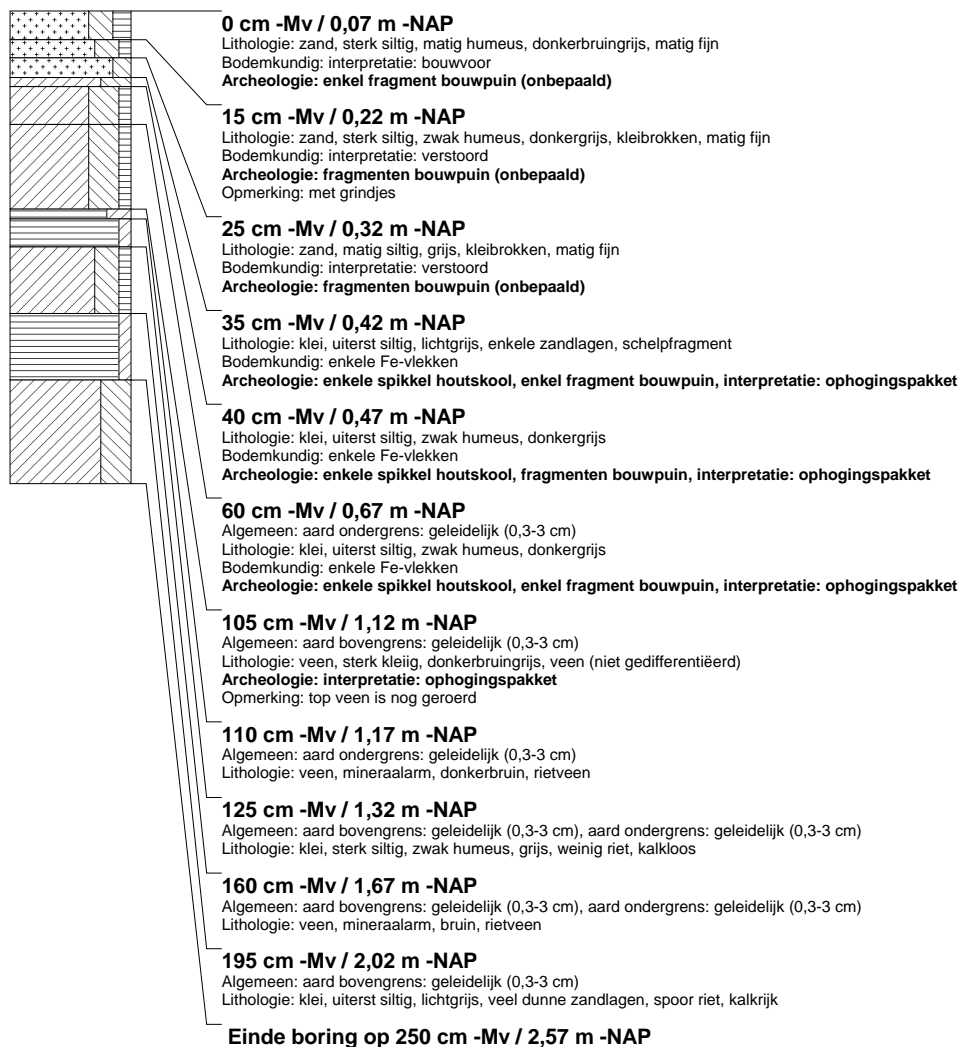 0 cm -Mv / 0,07 m -NAP
Lithologie: zand, sterk siltig, matig humeus, donkerbruingrijs, matig fijn
Bodemkundig: interpretatie: bouwvoor
Archeologie: enkel fragment bouwpuin (onbepaald)
15 cm -Mv / 0,22 m -NAP
Lithologie: zand, sterk siltig, zwak humeus, donkergrijs, kleibrokken, matig fijn
Bodemkundig: interpretatie: verstoord
Archeologie: fragmenten bouwpuin (onbepaald)
Opmerking: met grindjes
25 cm -Mv / 0,32 m -NAP
Lithologie: zand, matig siltig, grijs, kleibrokken, matig fijn
Bodemkundig: interpretatie: verstoord
Archeologie: fragmenten bouwpuin (onbepaald)
35 cm -Mv / 0,42 m -NAP
Lithologie: klei, uiterst siltig, lichtgrijs, enkele zandlagen, schelpfragment
Bodemkundig: enkele Fe-vlekken
Archeologie: enkele spikkel houtskool, enkel fragment bouwpuin, interpretatie: ophogingspakket
40 cm -Mv / 0,47 m -NAP
Lithologie: klei, uiterst siltig, zwak humeus, donkergrijs
Bodemkundig: enkele Fe-vlekken
Archeologie: enkele spikkel houtskool, fragmenten bouwpuin, interpretatie: ophogingspakket
60 cm -Mv / 0,67 m -NAP
Algemeen: aard ondergrens: geleidelijk (0,3-3 cm)
Lithologie: klei, uiterst siltig, zwak humeus, donkergrijs
Bodemkundig: enkele Fe-vlekken
Archeologie: enkele spikkel houtskool, enkel fragment bouwpuin, interpretatie: ophogingspakket
105 cm -Mv / 1,12 m -NAP
Algemeen: aard bovengrens: geleidelijk (0,3-3 cm)
Lithologie: veen, sterk kleiig, donkerbruingrijs, veen (niet gedifferentiëerd)
Archeologie: interpretatie: ophogingspakket
Opmerking: top veen is nog geroerd
110 cm -Mv / 1,17 m -NAP
Algemeen: aard ondergrens: geleidelijk (0,3-3 cm)
Lithologie: veen, mineraalarm, donkerbruin, rietveen
125 cm -Mv / 1,32 m -NAP
Algemeen: aard bovengrens: geleidelijk (0,3-3 cm), aard ondergrens: geleidelijk (0,3-3 cm)
Lithologie: klei, sterk siltig, zwak humeus, grijs, weinig riet, kalkloos
160 cm -Mv / 1,67 m -NAP
Algemeen: aard bovengrens: geleidelijk (0,3-3 cm), aard ondergrens: geleidelijk (0,3-3 cm)
Lithologie: veen, mineraalarm, bruin, rietveen
195 cm -Mv / 2,02 m -NAP
Algemeen: aard bovengrens: geleidelijk (0,3-3 cm)
Lithologie: klei, uiterst siltig, lichtgrijs, veel dunne zandlagen, spoor riet, kalkrijk
Einde boring op 250 cm -Mv / 2,57 m -NAP